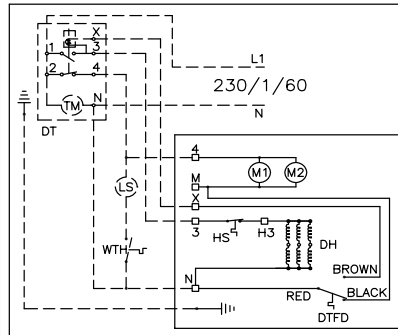 X
1 3
2 4
L1
230/1/60
TM N
N
DT
4
M1 M2
LS
M
X
3 HS H3 DH
WTH
BROWN
N
RED BLACK
DTFD